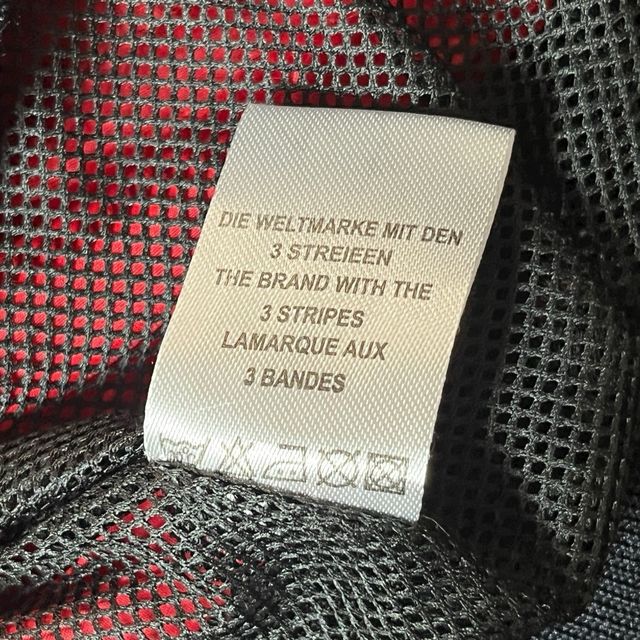 DIE WELTMARKE MIT DEN
3 STREIEEN
THE BRAND WITH THE
3 STRIPES
LAMARQUE AUX
3 BANDES